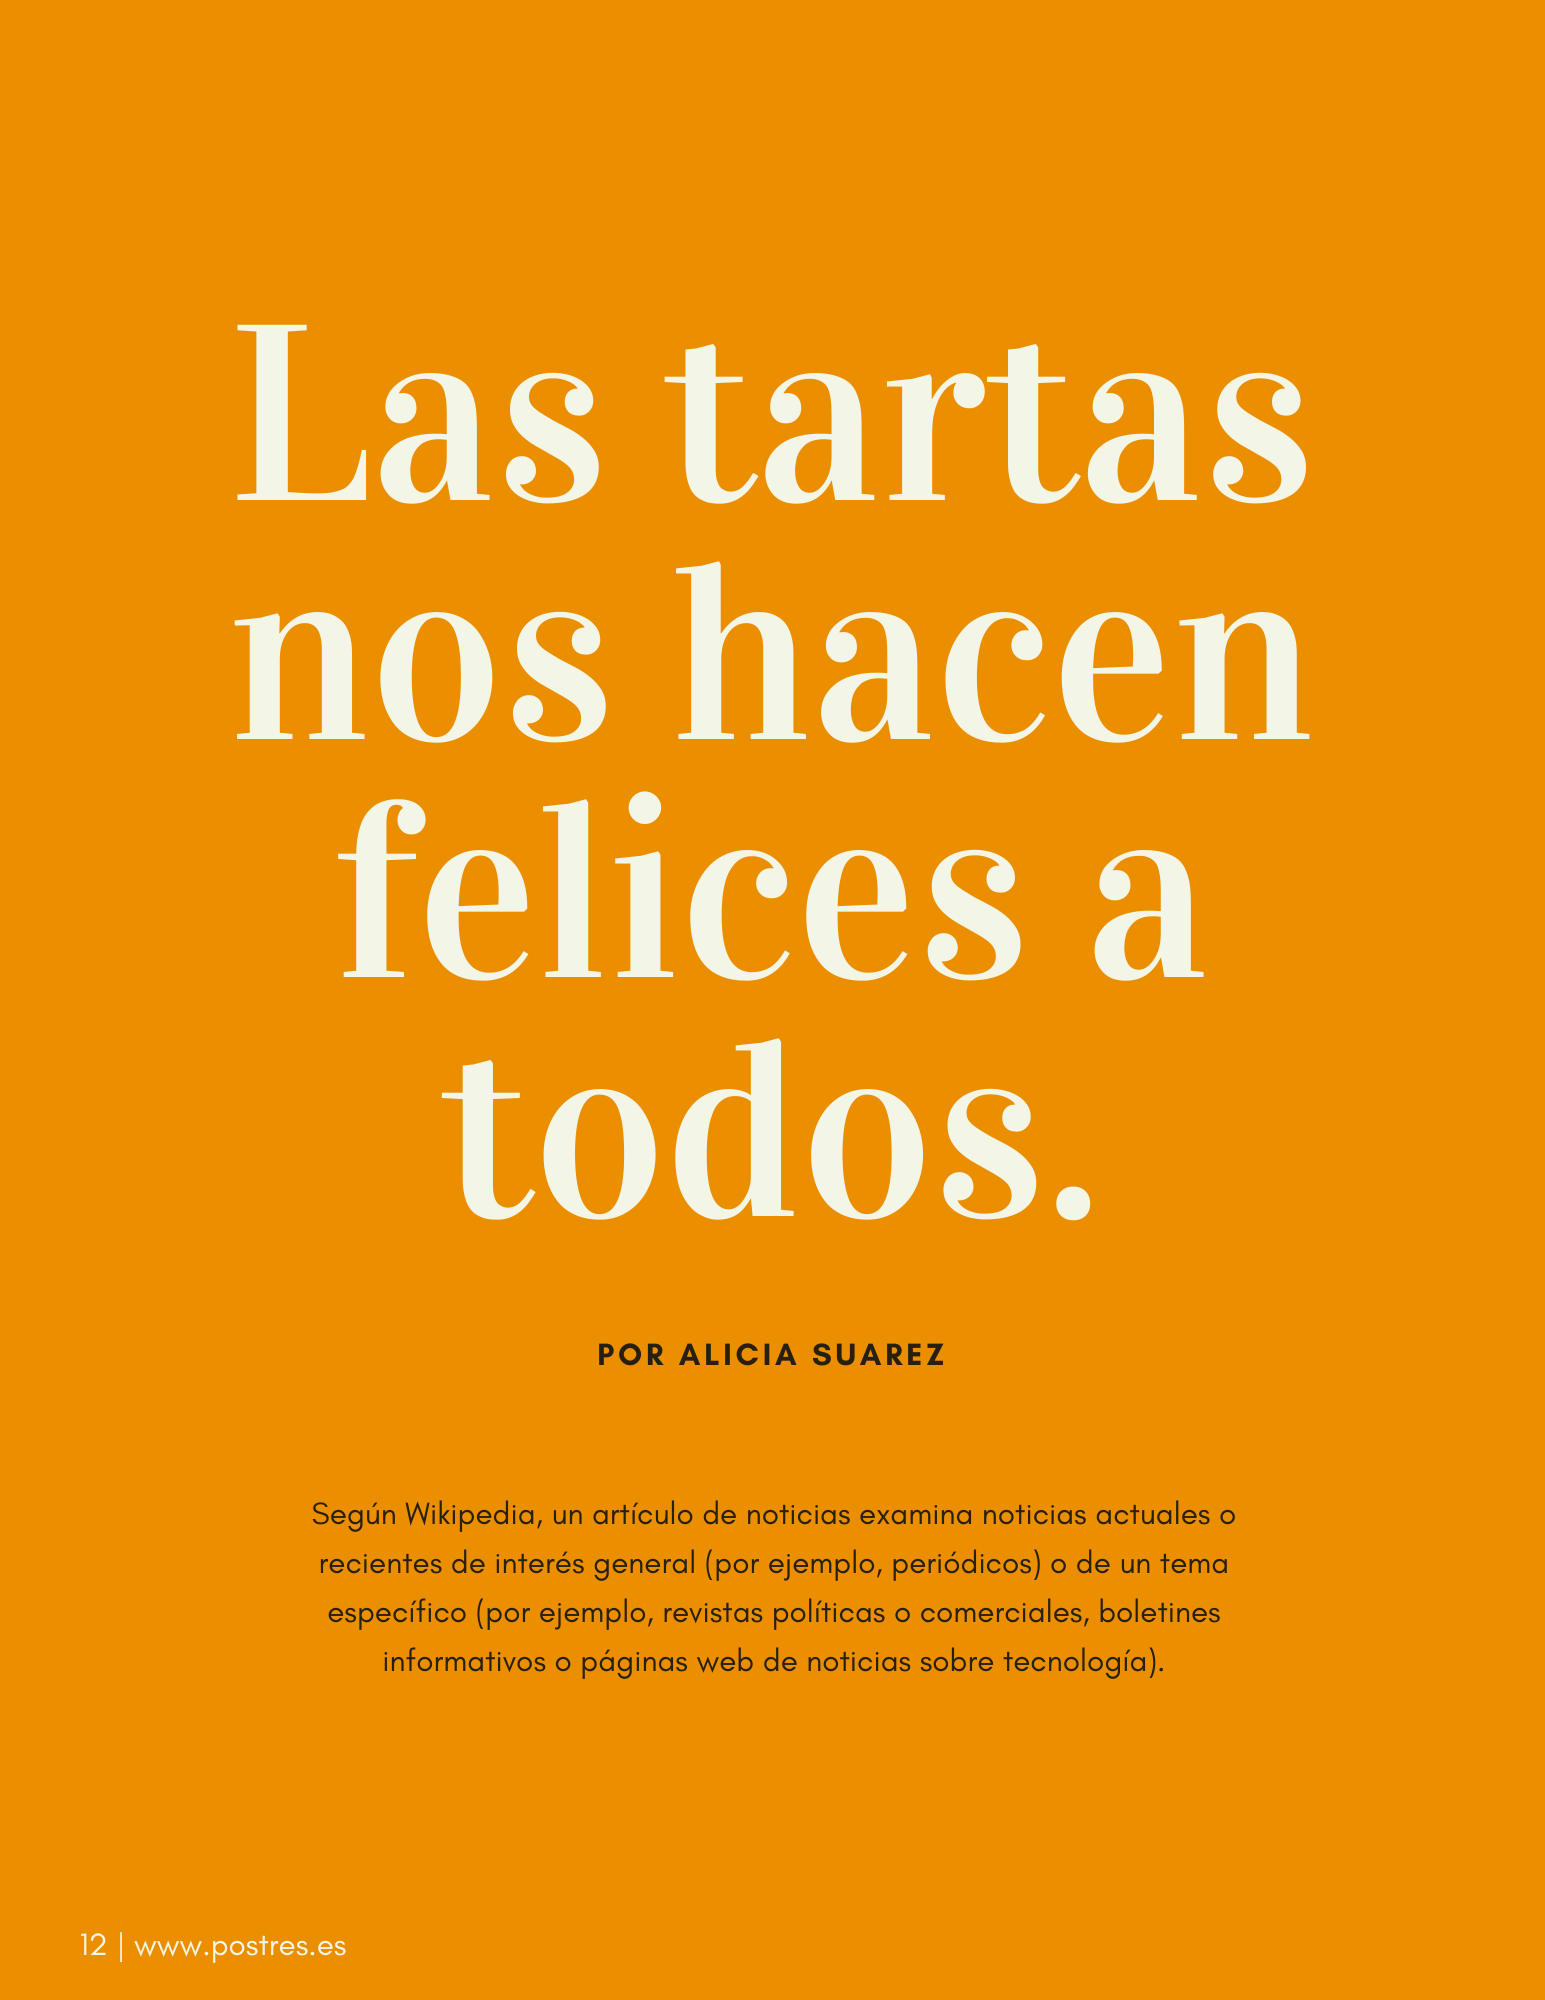 Las tartas
nos hacen
felices a
todos.
POR ALICIA SUAREZ
Según Wikipedia, un artículo de noticias examina noticias actuales o
recientes de interés general (por ejemplo, periódicos) o de un tema
específico (por ejemplo, revistas políticas o comerciales, boletines
informativos o páginas web de noticias sobre tecnología).
12 | www.postres.es